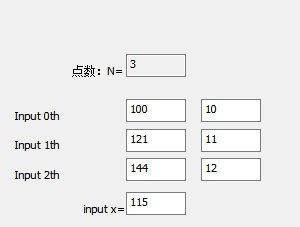 点数：N= 3
Input 0th 100 10
Input 1th 121 11
Input 2th 144 12
input x= 115